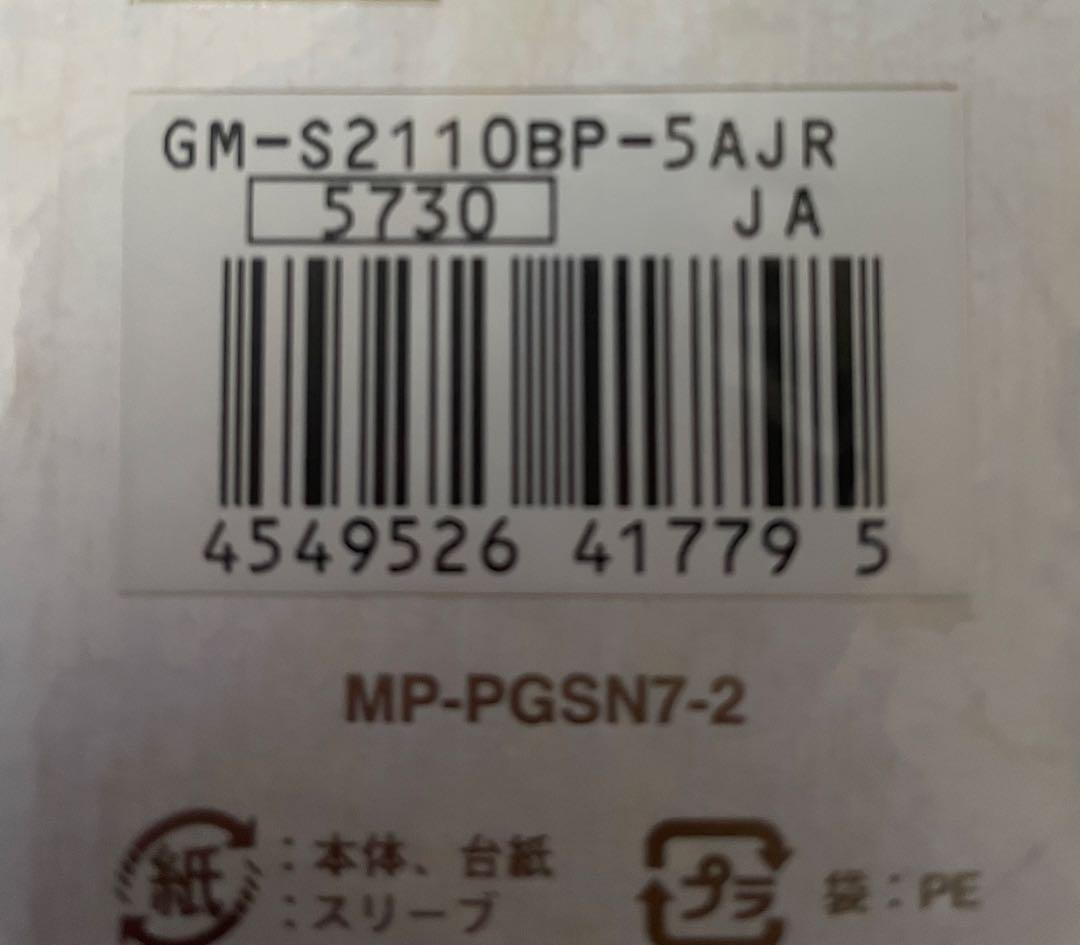 GM-S2110BP-5AJR
5730 JA
4549526 41779 5
MP-PGSN7-2
紙 :本体、台紙
:スリーブ
プラ 袋:PE